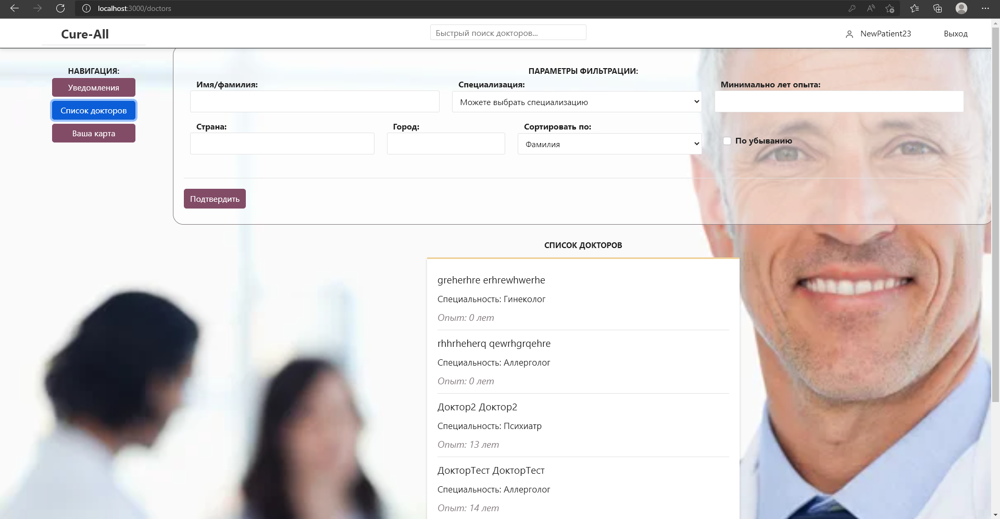 localhost:3000/doctors
Cure-All
Быстрый поиск докторов...
NewPatient23
Выход
НАВИГАЦИЯ:
Уведомления
Список докторов
Ваша карта
ПАРАМЕТРЫ ФИЛЬТРАЦИИ:
Имя/фамилия:
Специализация:
Минимально лет опыта:
Можете выбрать специализацию
Страна:
Город:
Сортировать по:
Фамилия
По убыванию
Подтвердить
СПИСОК ДОКТОРОВ
greherhre erhrewhwerhe
Специальность: Гинеколог
Опыт: 0 лет
rhhrheherq qewrhgrqehre
Специальность: Аллерголог
Опыт: 0 лет
Доктор2 Доктор2
Специальность: Психиатр
Опыт: 13 лет
ДокторТест ДокторТест
Специальность: Аллерголог
Опыт: 14 лет